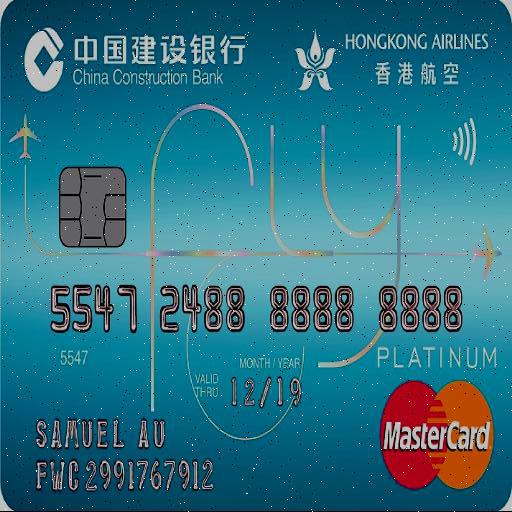 中国建设银行
China Construction Bank
HONGKONG AIRLINES
香港航空
fly
5547 2488 8888 8888
5547
MONTH / YEAR
VALID THRU 12/19
PLATINUM
SAMUEL AU
FWC2991767912
MasterCard